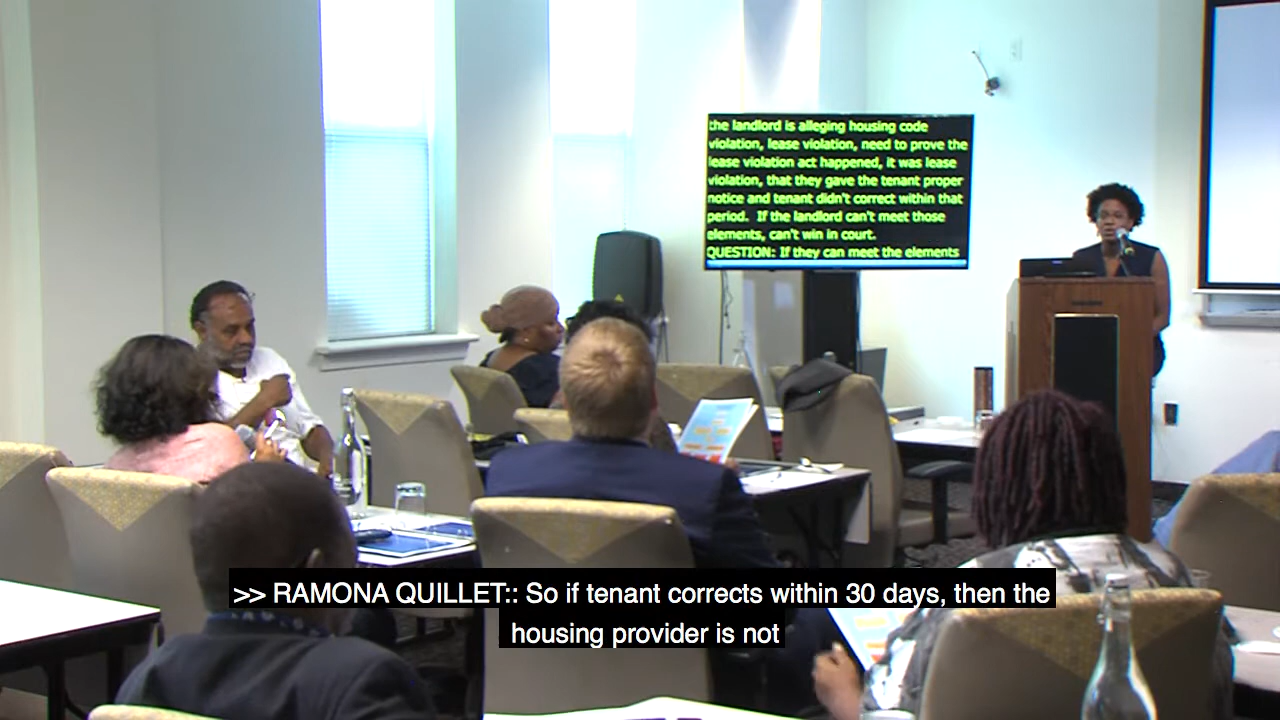 the landlord is alleging housing code
violation, lease violation, need to prove the
lease violation act happened, it was lease
violation, that they gave the tenant proper
notice and tenant didn't correct within that
period.  If the landlord can't meet those
elements, can't win in court.
QUESTION: If they can meet the elements
>> RAMONA QUILLET:: So if tenant corrects within 30 days, then the
housing provider is not